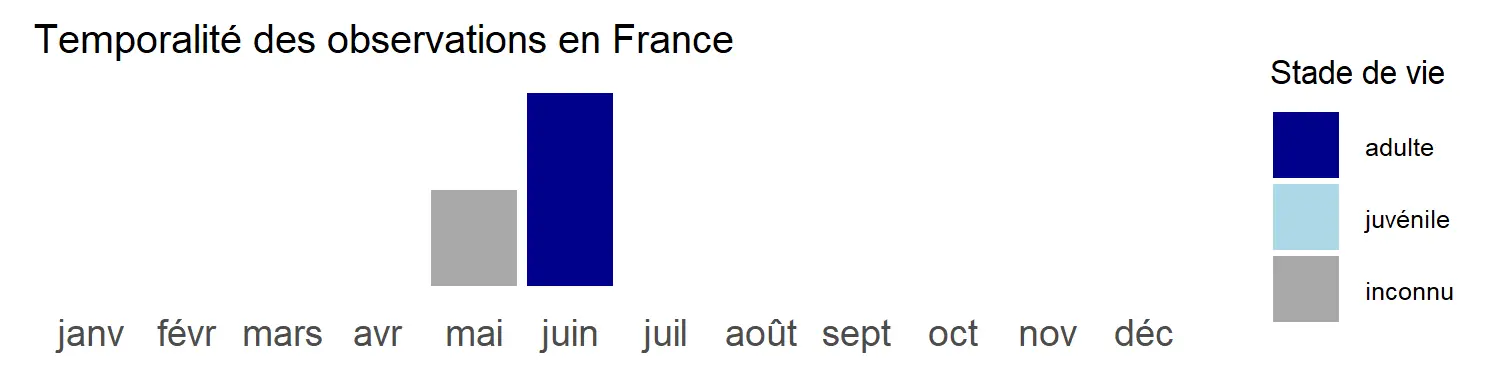 Temporalité des observations en France
Stade de vie
adulte
juvénile
inconnu
janv févr mars avr mai juin juil août sept oct nov déc